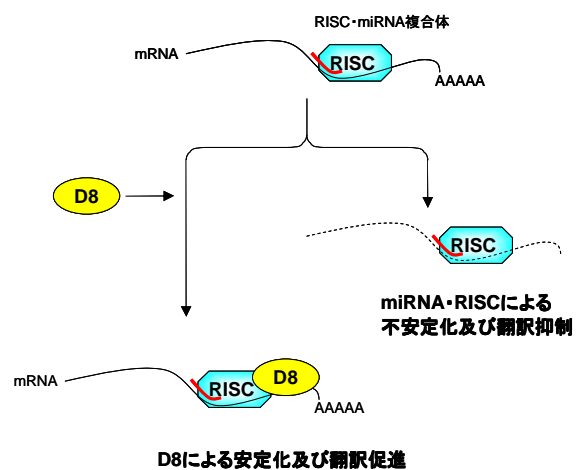 RISC・miRNA複合体
mRNA
RISC
AAAAA
D8
RISC
miRNA・RISCによる
不安定化及び翻訳抑制
mRNA
RISC
D8
AAAAA
D8による安定化及び翻訳促進